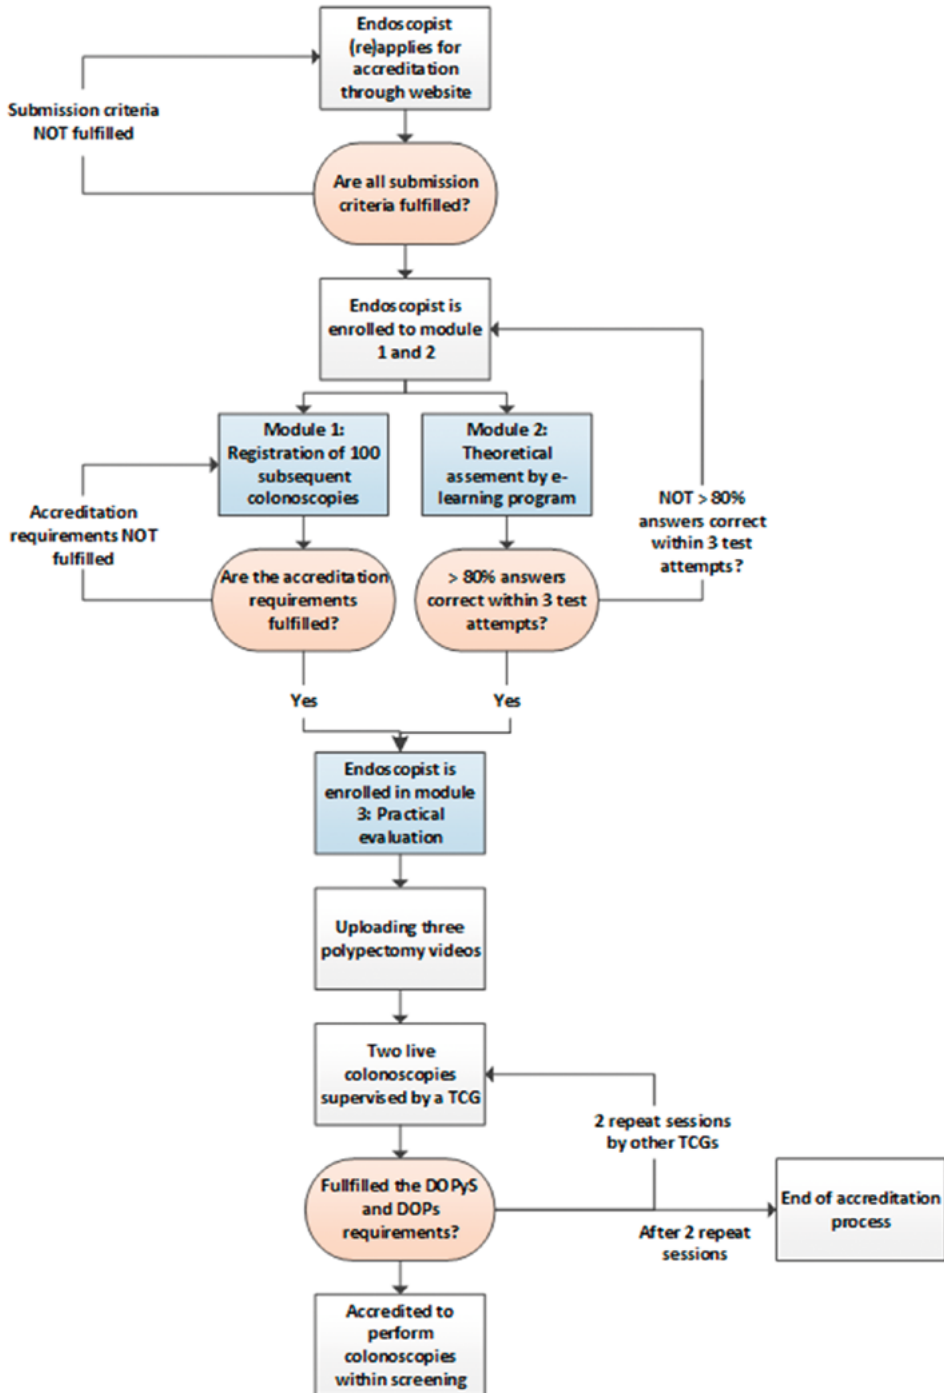 Endoscopist
(re)applies for
accreditation
through website
Submission criteria
NOT fulfilled
Are all submission
criteria fulfilled?
Endoscopist is
enrolled to module
1 and 2
Module 1:
Registration of 100
subsequent
colonoscopies
Module 2:
Theoretical
assement by e-
learning program
Accreditation
requirements NOT
fulfilled
NOT > 80%
answers correct
within 3 test
attempts?
Are the accreditation
requirements
fulfilled?
> 80% answers
correct within 3 test
attempts?
Yes
Yes
Endoscopist is
enrolled in module
3: Practical
evaluation
Uploading three
polypectomy videos
Two live
colonoscopies
supervised by a TCG
2 repeat sessions
by other TCGs
Fullfilled the DOPyS
and DOPs
requirements?
After 2 repeat
sessions
End of accreditation
process
Accredited to
perform
colonoscopies
within screening